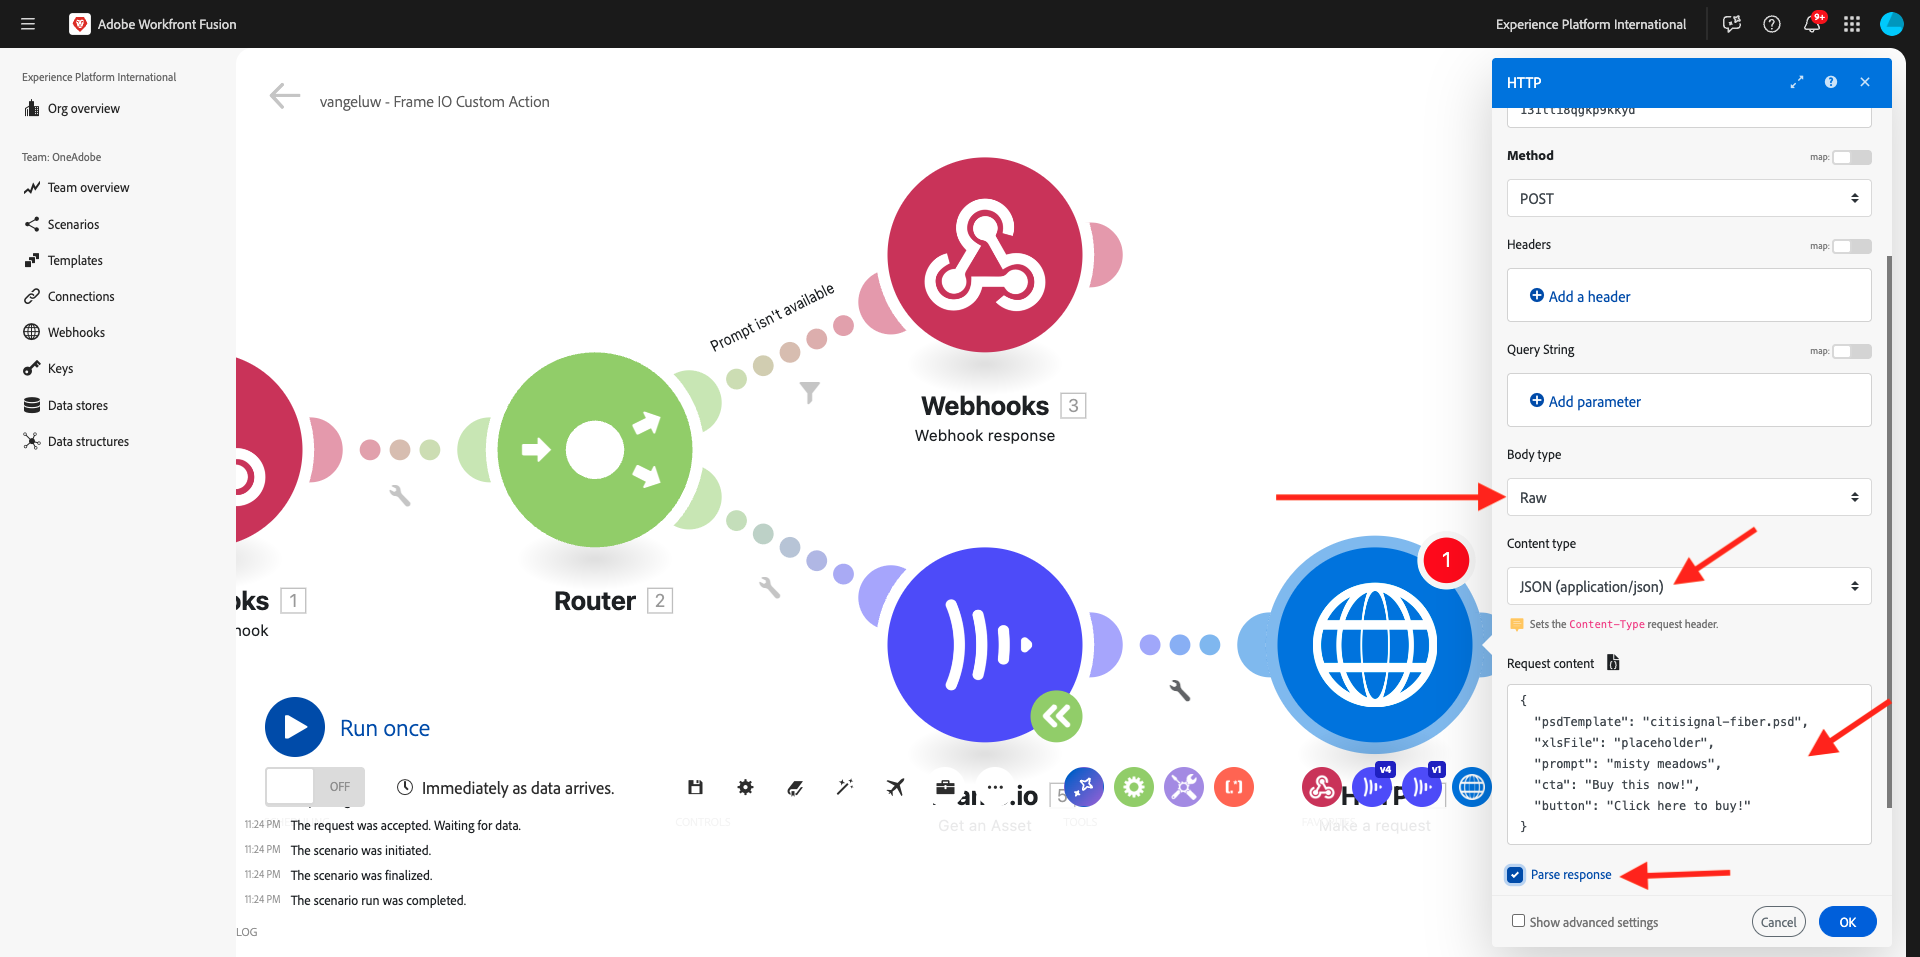 Adobe Workfront Fusion
Experience Platform International
9+
Experience Platform International
Org overview
Team: OneAdobe
Team overview
Scenarios
Templates
Connections
Webhooks
Keys
Data stores
Data structures
vangeluw - Frame IO Custom Action
Prompt isn't available
Webhooks 3
Webhook response
1
Router 2
1
Get an Asset
Make a request
Run once
OFF
Immediately as data arrives.
CONTROLS
TOOLS
v4
v1
11:24 PM The request was accepted. Waiting for data.
11:24 PM The scenario was initiated.
11:24 PM The scenario was finalized.
11:24 PM The scenario run was completed.
LOG
HTTP
Method
map:
POST
Headers
map:
Add a header
Query String
map:
Add parameter
Body type
Raw
Content type
JSON (application/json)
Sets the Content-Type request header.
Request content
{
"psdTemplate": "citisignal-fiber.psd",
"xlsFile": "placeholder",
"prompt": "misty meadows",
"cta": "Buy this now!",
"button": "Click here to buy!"
}
Parse response
Show advanced settings
Cancel
OK